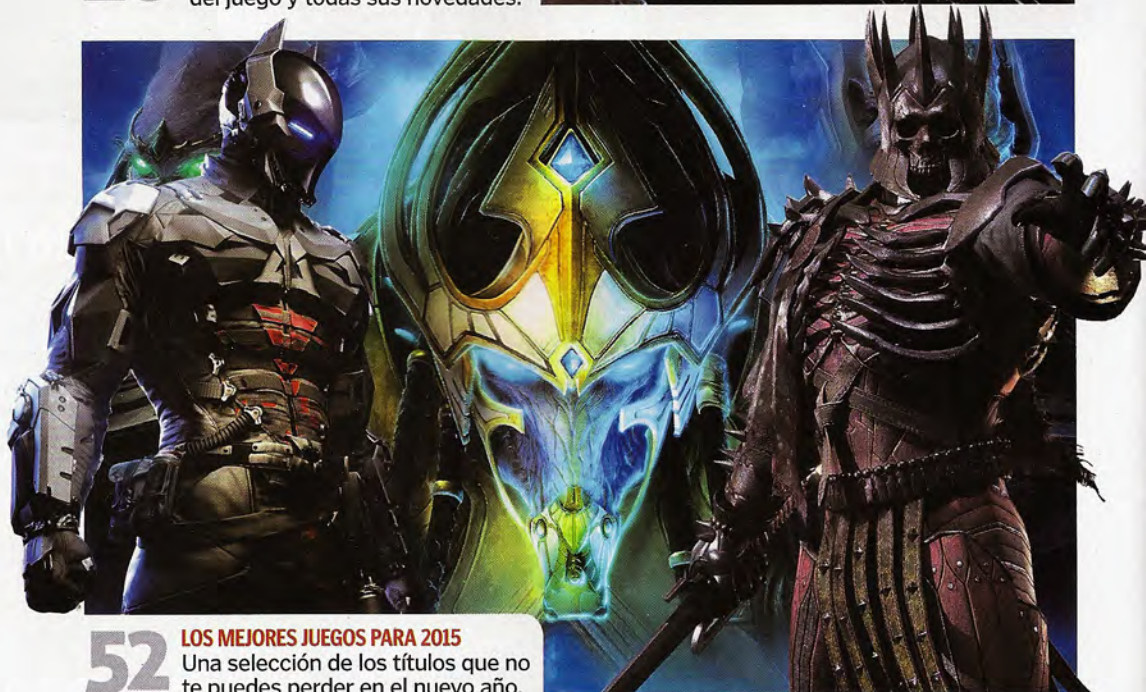 del juego y todas sus novedades.
52
LOS MEJORES JUEGOS PARA 2015
Una selección de los títulos que no
te puedes perder en el nuevo año.